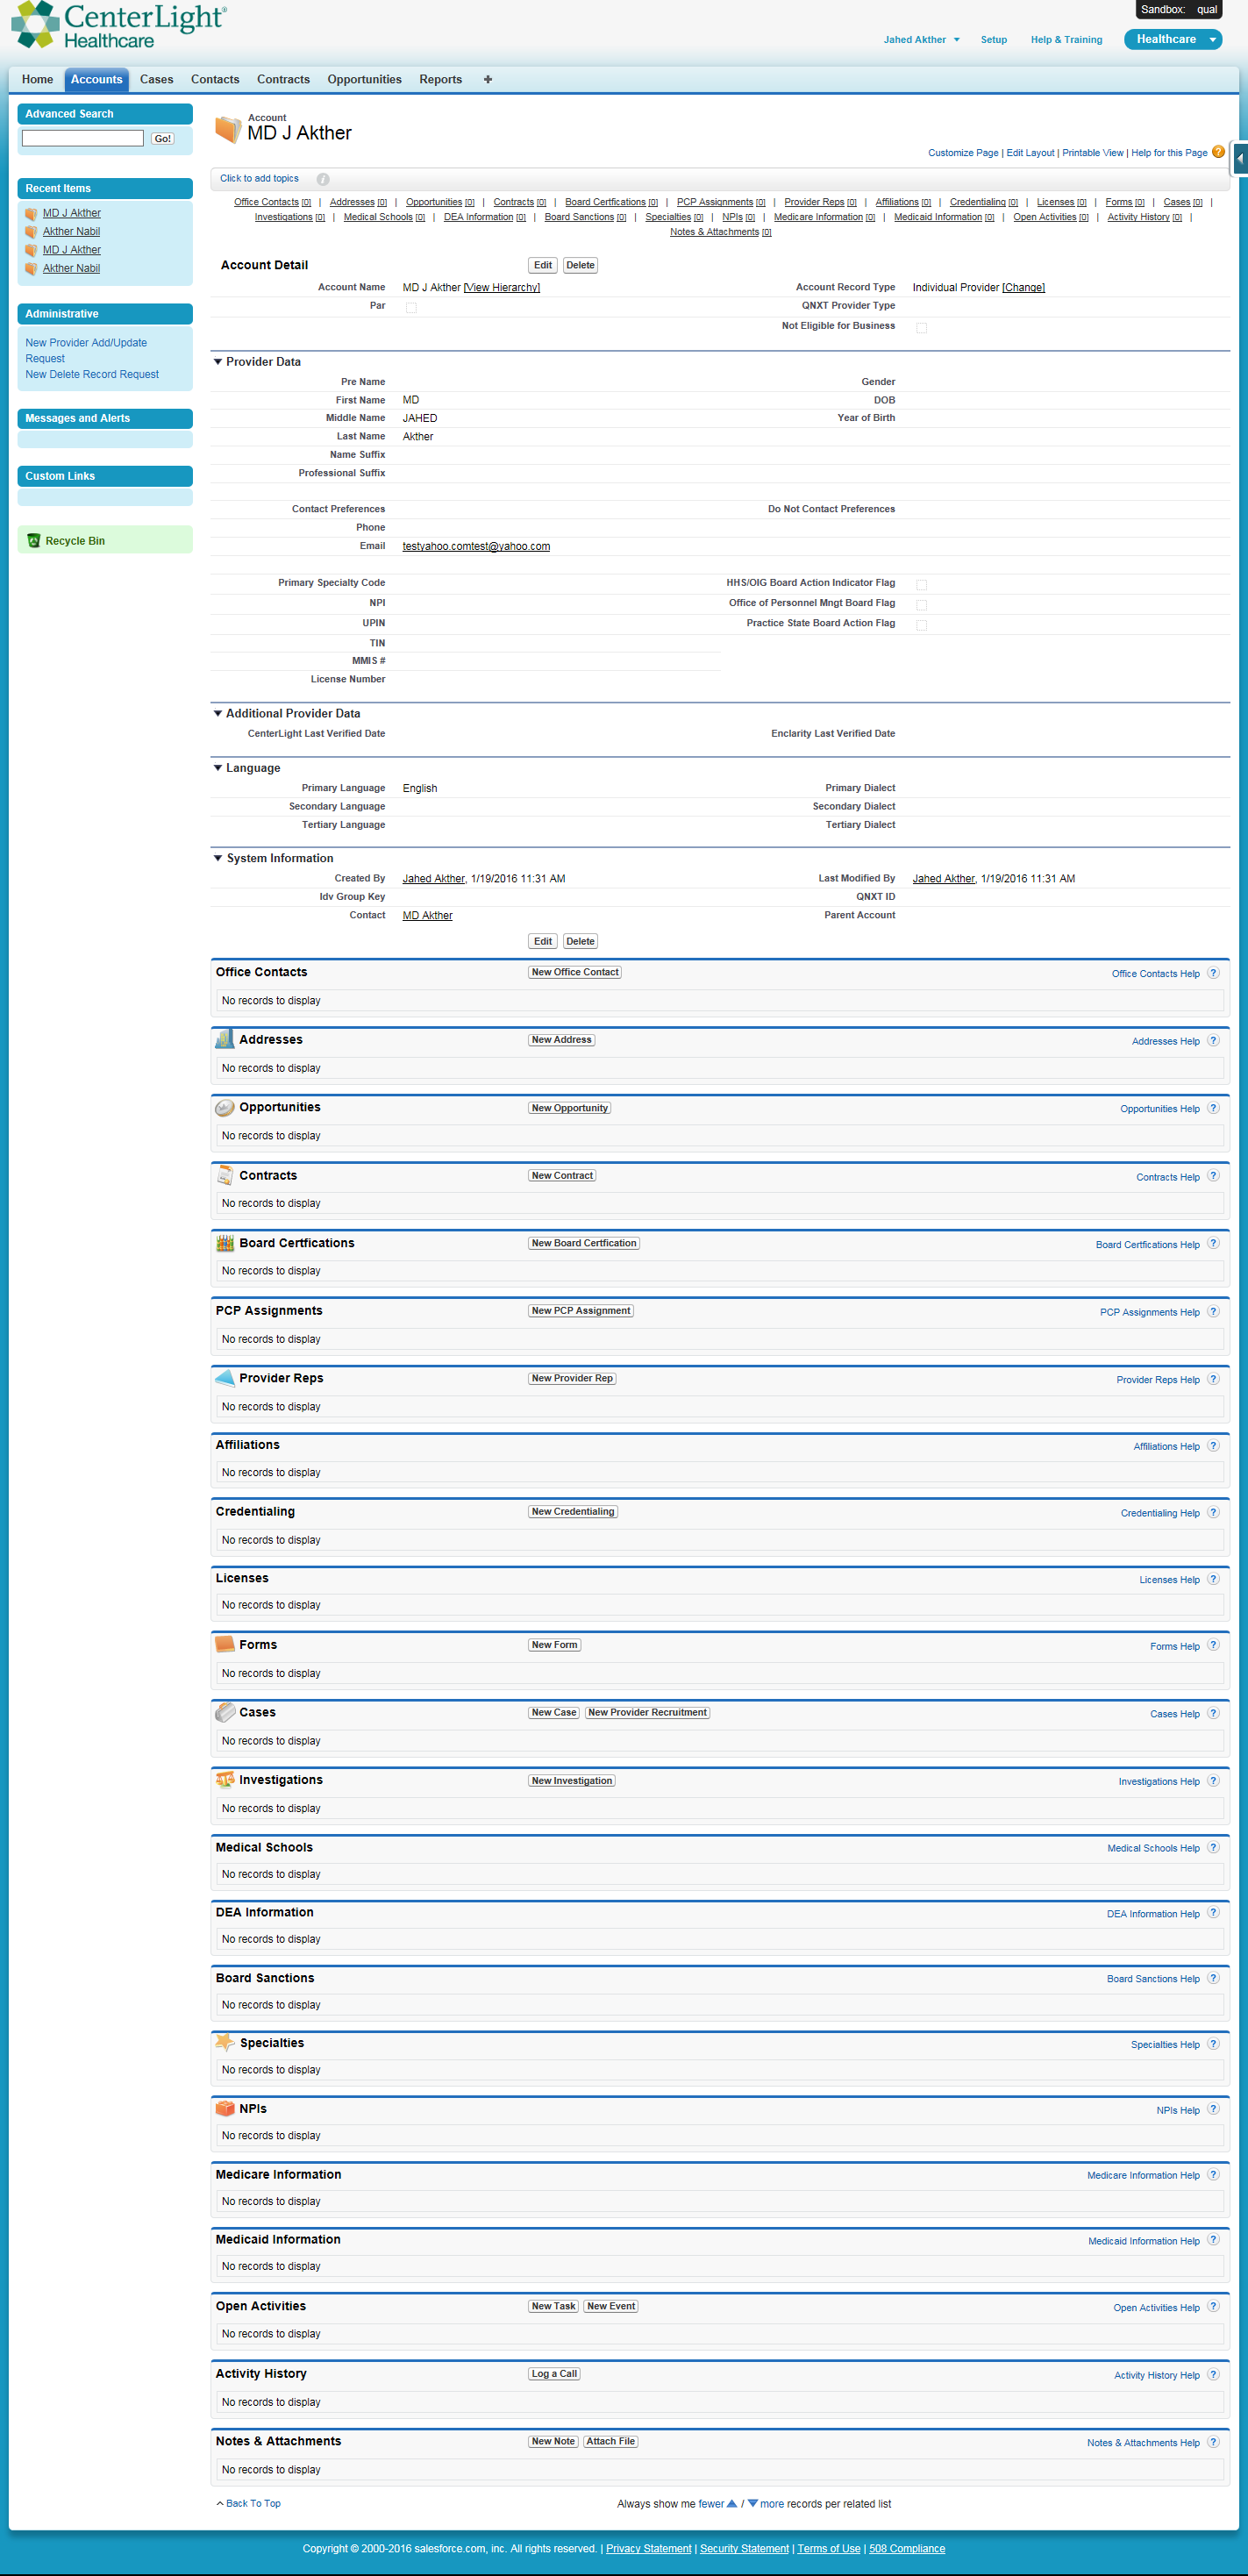 CenterLight®
Healthcare
Sandbox: qual
Jahed Akther Setup Help & Training Healthcare
Home Accounts Cases Contacts Contracts Opportunities Reports +
Advanced Search
Go!
Recent Items
MD J Akther
Akther Nabil
MD J Akther
Akther Nabil
Administrative
New Provider Add/Update
Request
New Delete Record Request
Messages and Alerts
Custom Links
Recycle Bin
Account
MD J Akther
Customize Page | Edit Layout | Printable View | Help for this Page ?
Click to add topics i
Office Contacts [0] | Addresses [0] | Opportunities [0] | Contracts [0] | Board Certfications [0] | PCP Assignments [0] | Provider Reps [0] | Affiliations [0] | Credentialing [0] | Licenses [0] | Forms [0] | Cases [0] |
Investigations [0] | Medical Schools [0] | DEA Information [0] | Board Sanctions [0] | Specialties [0] | NPIs [0] | Medicare Information [0] | Medicaid Information [0] | Open Activities [0] | Activity History [0] |
Notes & Attachments [0]
Account Detail Edit Delete
Account Name MD J Akther [View Hierarchy] Account Record Type Individual Provider [Change]
Par QNXT Provider Type
Not Eligible for Business
Provider Data
Pre Name Gender
First Name MD DOB
Middle Name JAHED Year of Birth
Last Name Akther
Name Suffix
Professional Suffix
Contact Preferences Do Not Contact Preferences
Phone
Email testyahoo.comtest@yahoo.com
Primary Specialty Code HHS/OIG Board Action Indicator Flag
NPI Office of Personnel Mngt Board Flag
UPIN Practice State Board Action Flag
TIN
MMIS #
License Number
Additional Provider Data
CenterLight Last Verified Date Enclarity Last Verified Date
Language
Primary Language English Primary Dialect
Secondary Language Secondary Dialect
Tertiary Language Tertiary Dialect
System Information
Created By Jahed Akther, 1/19/2016 11:31 AM Last Modified By Jahed Akther, 1/19/2016 11:31 AM
Idv Group Key QNXT ID
Contact MD Akther Parent Account
Edit Delete
Office Contacts New Office Contact Office Contacts Help ?
No records to display
Addresses New Address Addresses Help ?
No records to display
Opportunities New Opportunity Opportunities Help ?
No records to display
Contracts New Contract Contracts Help ?
No records to display
Board Certfications New Board Certfication Board Certfications Help ?
No records to display
PCP Assignments New PCP Assignment PCP Assignments Help ?
No records to display
Provider Reps New Provider Rep Provider Reps Help ?
No records to display
Affiliations Affiliations Help ?
No records to display
Credentialing New Credentialing Credentialing Help ?
No records to display
Licenses Licenses Help ?
No records to display
Forms New Form Forms Help ?
No records to display
Cases New Case New Provider Recruitment Cases Help ?
No records to display
Investigations New Investigation Investigations Help ?
No records to display
Medical Schools Medical Schools Help ?
No records to display
DEA Information DEA Information Help ?
No records to display
Board Sanctions Board Sanctions Help ?
No records to display
Specialties Specialties Help ?
No records to display
NPIs NPIs Help ?
No records to display
Medicare Information Medicare Information Help ?
No records to display
Medicaid Information Medicaid Information Help ?
No records to display
Open Activities New Task New Event Open Activities Help ?
No records to display
Activity History Log a Call Activity History Help ?
No records to display
Notes & Attachments New Note Attach File Notes & Attachments Help ?
No records to display
Back To Top Always show me fewer / more records per related list
Copyright © 2000-2016 salesforce.com, inc. All rights reserved. | Privacy Statement | Security Statement | Terms of Use | 508 Compliance